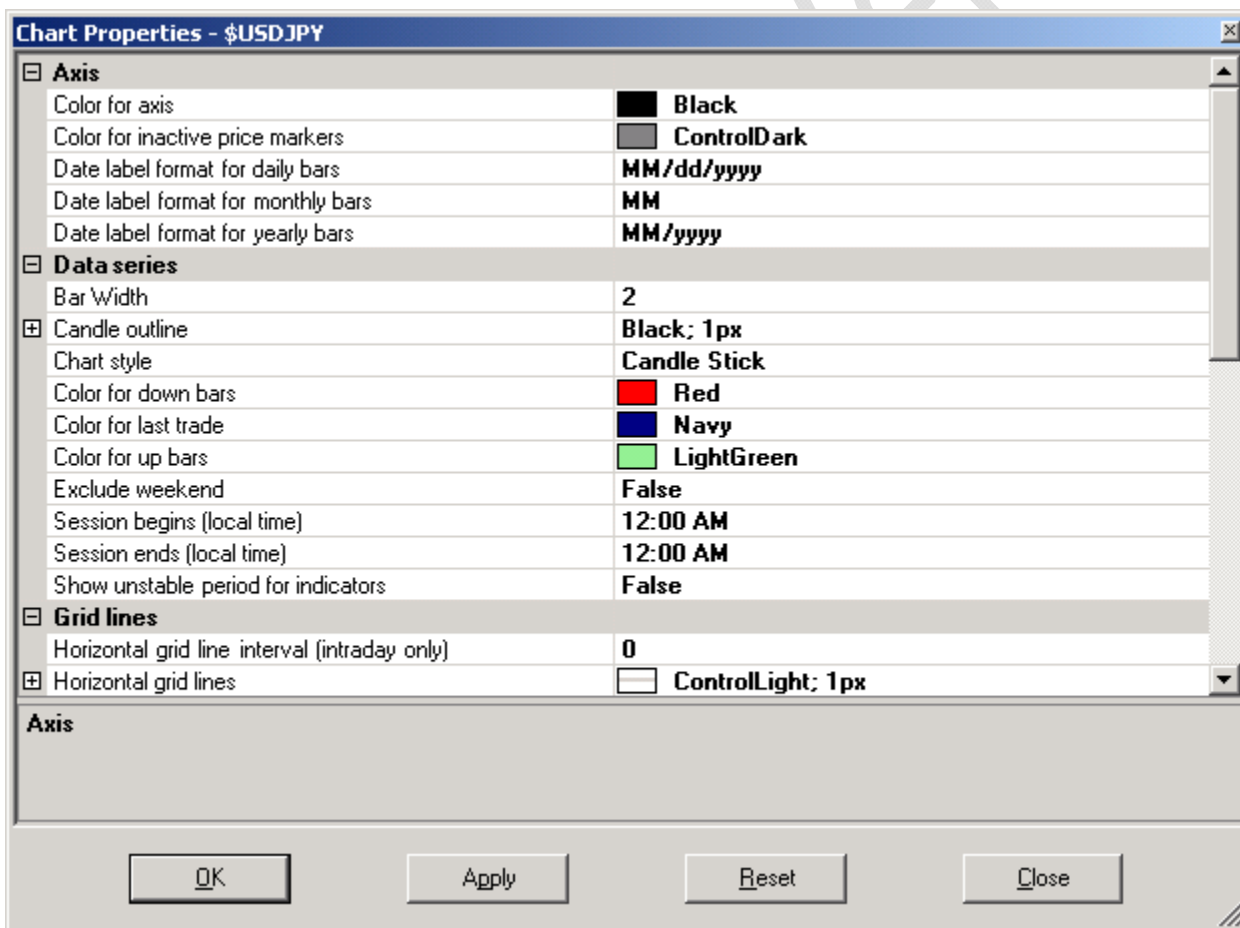 Chart Properties - $USDJPY
Axis
Color for axis Black
Color for inactive price markers ControlDark
Date label format for daily bars MM/dd/yyyy
Date label format for monthly bars MM
Date label format for yearly bars MM/yyyy
Data series
Bar Width 2
Candle outline Black; 1px
Chart style Candle Stick
Color for down bars Red
Color for last trade Navy
Color for up bars LightGreen
Exclude weekend False
Session begins (local time) 12:00 AM
Session ends (local time) 12:00 AM
Show unstable period for indicators False
Grid lines
Horizontal grid line interval (intraday only) 0
Horizontal grid lines ControlLight; 1px
Axis
OK Apply Reset Close